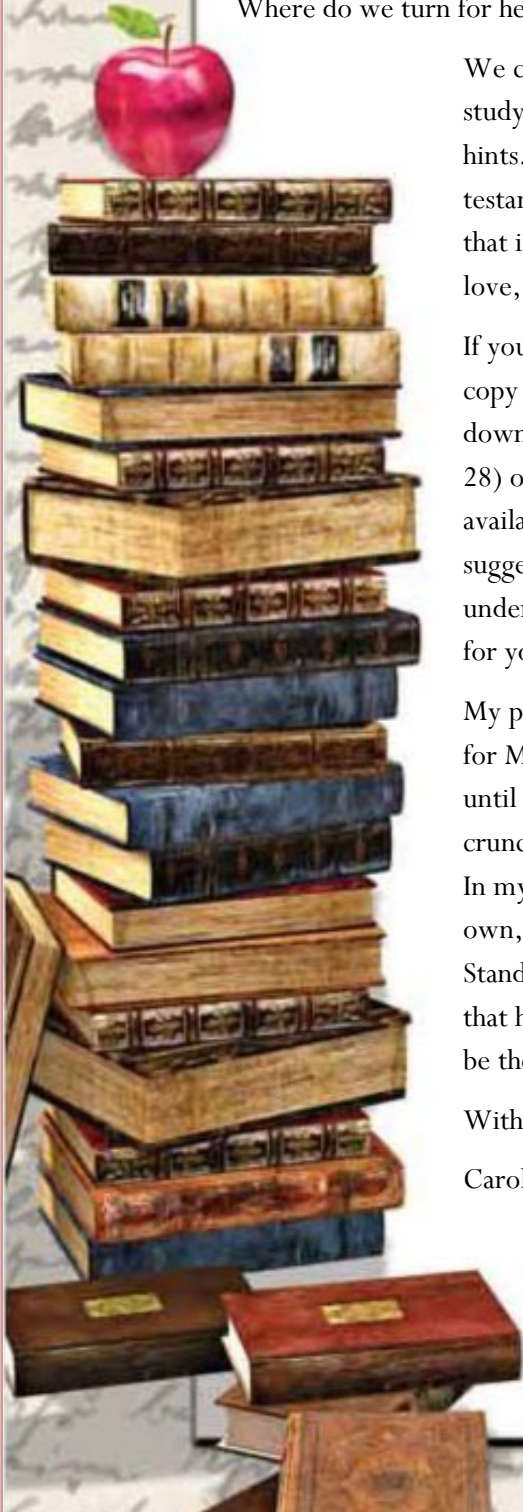 Where do we turn for he
We c
study
hints.
testar
that i
love,
If you
copy
down
28) o
availa
sugge
under
for yo
My p
for M
until
crunc
In my
own,
Stand
that h
be the
With
Carol